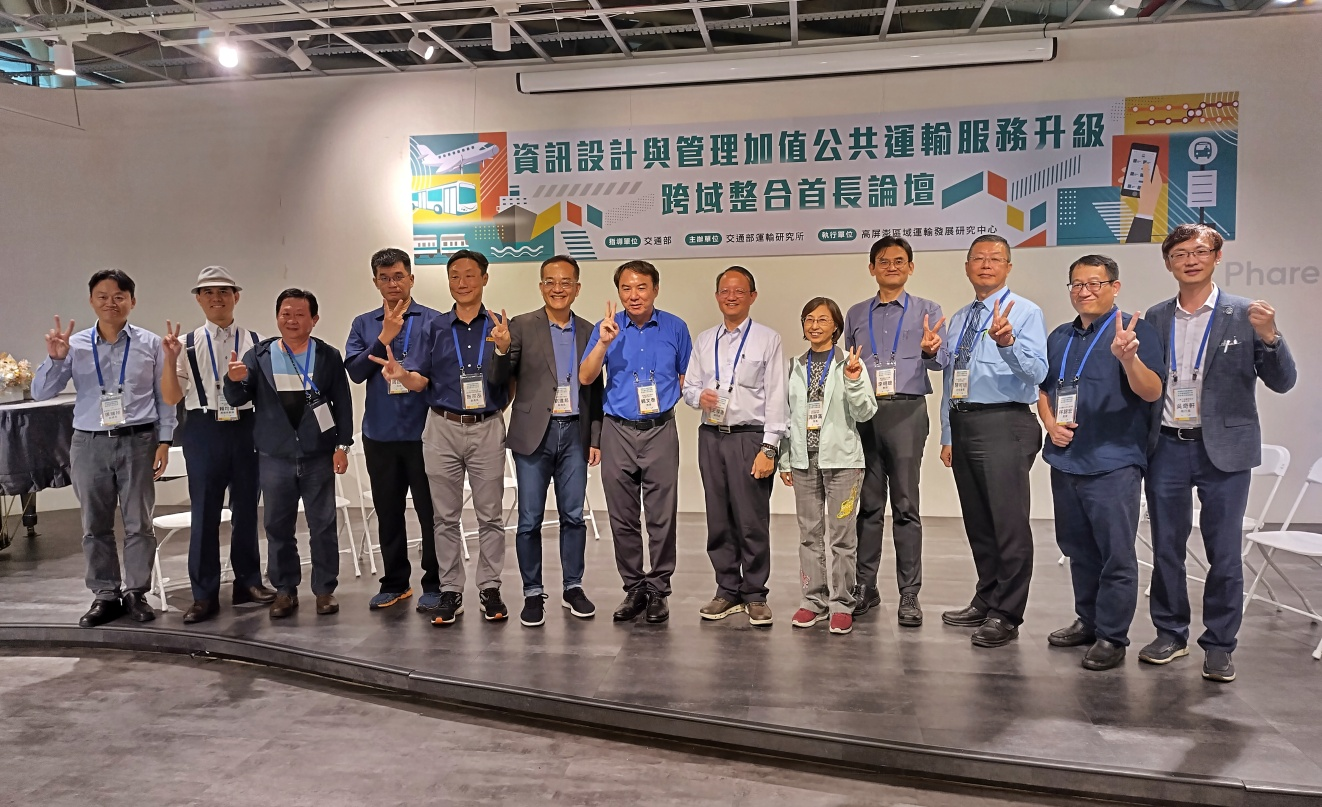 資訊設計與管理加值公共運輸服務升級
跨域整合首長論壇
指導單位 交通部 主辦單位 交通部運輸研究所 執行單位 高屏澎區域運輸發展研究中心
Phare